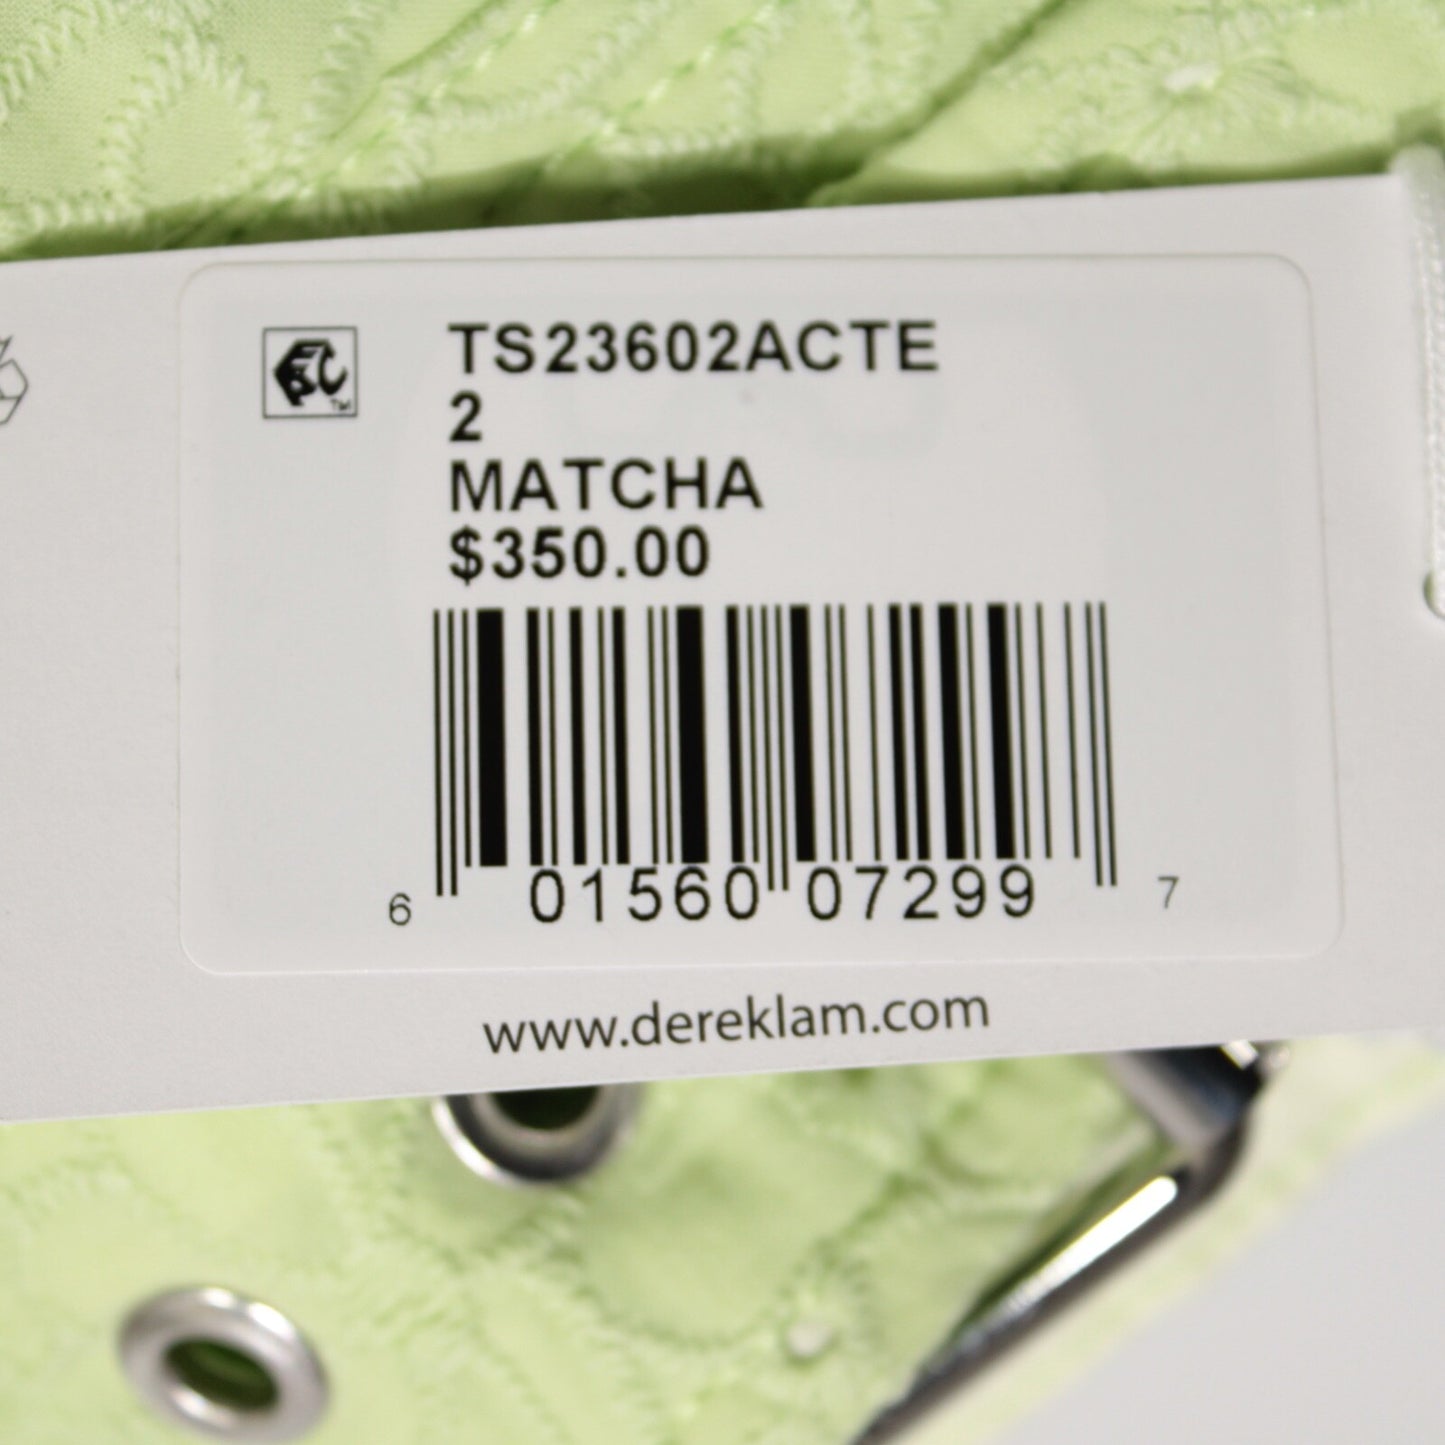 TS23602ACTE
2
MATCHA
$350.00
6 01560 07299 7
www.dereklam.com